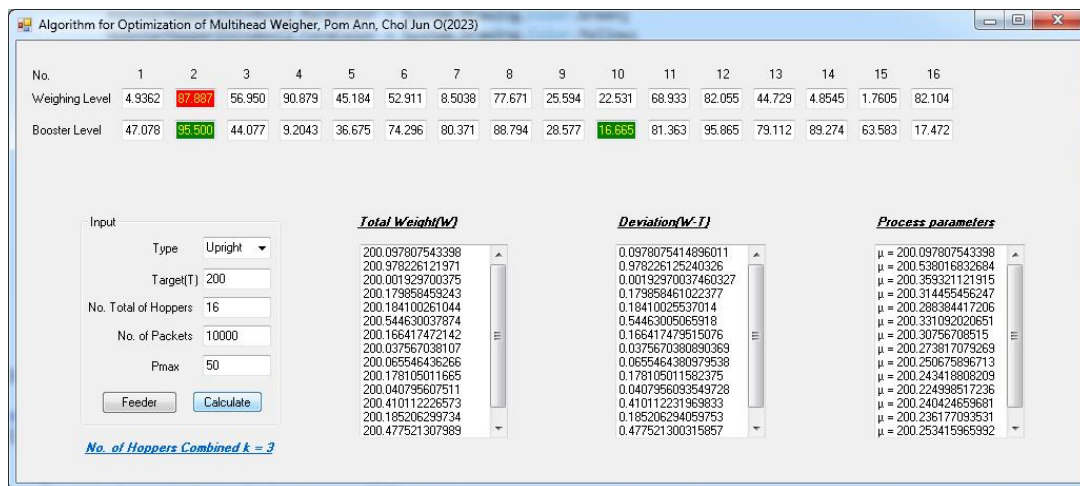 Algorithm for Optimization of Multihead Weigher, Pom Ann, Chol Jun O(2023)
No. 1 2 3 4 5 6 7 8 9 10 11 12 13 14 15 16
Weighing Level 4.9362 87.887 56.950 90.879 45.184 52.911 8.5038 77.671 25.594 22.531 68.933 82.055 44.729 4.8545 1.7605 82.104
Booster Level 47.078 95.500 44.077 9.2043 36.675 74.296 80.371 88.794 28.577 16.665 81.363 95.865 79.112 89.274 63.583 17.472
Input
Type Upright
Target(T) 200
No. Total of Hoppers 16
No. of Packets 10000
Pmax 50
Feeder Calculate
No. of Hoppers Combined k = 3
Total Weight(W)
200.097807543398
200.978226121971
200.001929700375
200.179858459243
200.184100261044
200.544630037874
200.166417472142
200.037567038107
200.065546436266
200.178105011665
200.040795607511
200.410112226573
200.185206299734
200.477521307989
Deviation(W-T)
0.0978075414896011
0.978226125240326
0.00192970037460327
0.179858461022377
0.18410025537014
0.54463005065918
0.166417479515076
0.0375670380890369
0.0655464380979538
0.178105011582375
0.0407956093549728
0.410112231969833
0.185206294059753
0.477521300315857
Process parameters
μ = 200.097807543398
μ = 200.538016832684
μ = 200.359321121915
μ = 200.314455456247
μ = 200.288384417206
μ = 200.331092020651
μ = 200.30756708515
μ = 200.273817079269
μ = 200.250675896713
μ = 200.243418808209
μ = 200.224998517236
μ = 200.240424659681
μ = 200.236177093531
μ = 200.253415965992